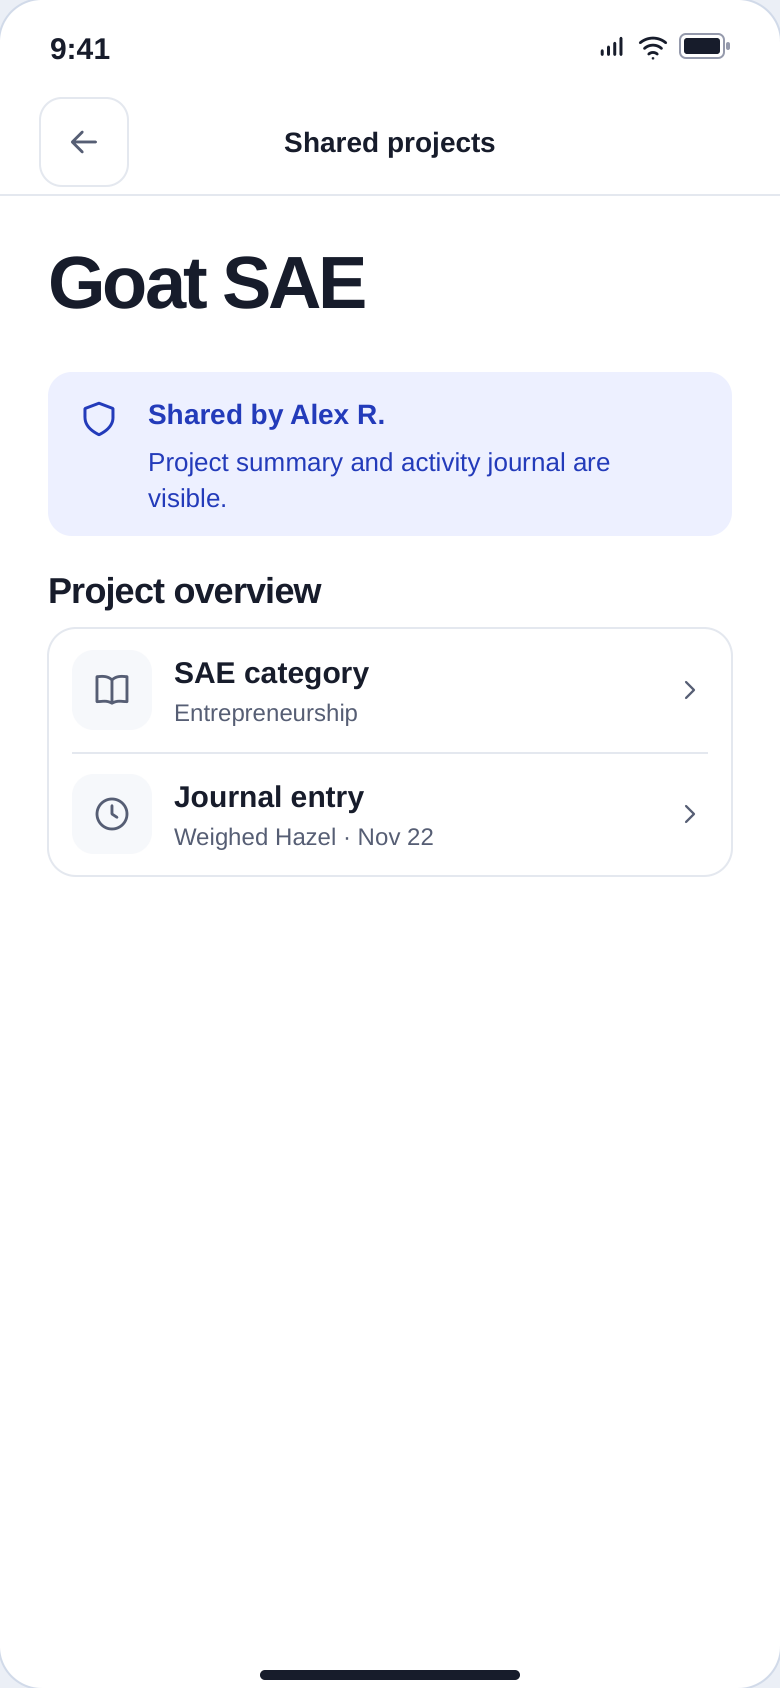 9:41
Shared projects
Goat SAE
Shared by Alex R.
Project summary and activity journal are
visible.
Project overview
SAE category
Entrepreneurship
Journal entry
Weighed Hazel · Nov 22